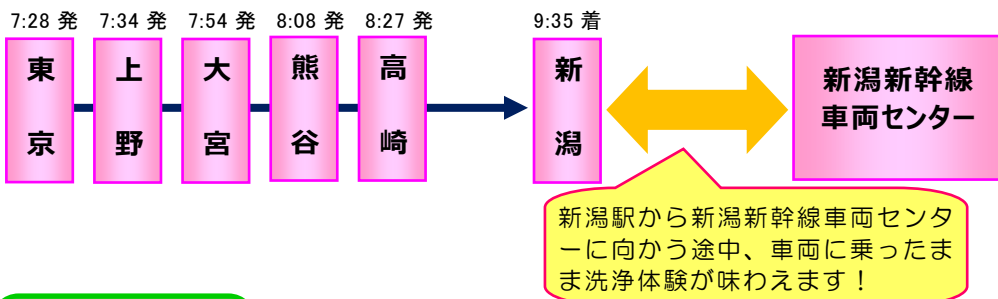 7:28 発 7:34 発 7:54 発 8:08 発 8:27 発 9:35 着
東京
上野
大宮
熊谷
高崎
新潟
新潟新幹線
車両センター
新潟駅から新潟新幹線車両センタ
ーに向かう途中、車両に乗ったま
ま洗浄体験が味わえます！